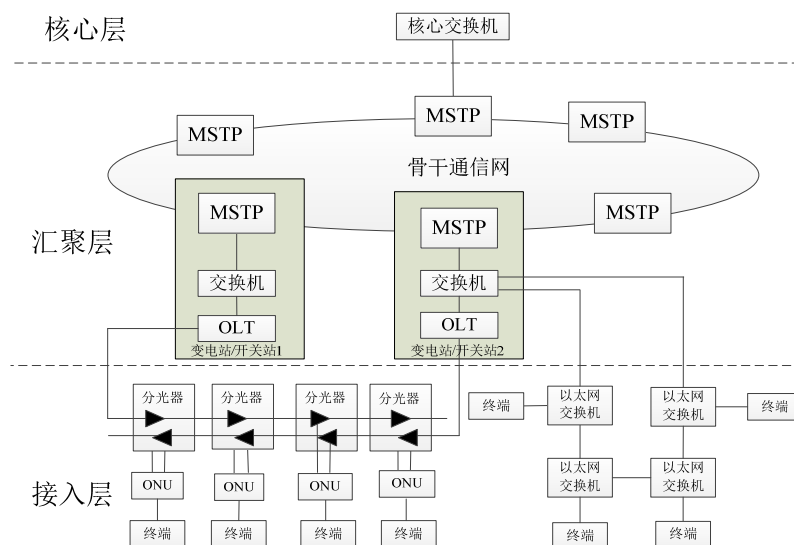 核心层
核心交换机
MSTP
MSTP
MSTP
骨干通信网
MSTP
MSTP
MSTP
汇聚层
交换机
交换机
OLT
OLT
变电站/开关站1
变电站/开关站2
分光器
分光器
分光器
分光器
终端
以太网
交换机
以太网
交换机
终端
接入层
ONU
ONU
ONU
ONU
以太网
交换机
以太网
交换机
终端
终端
终端
终端
终端
终端